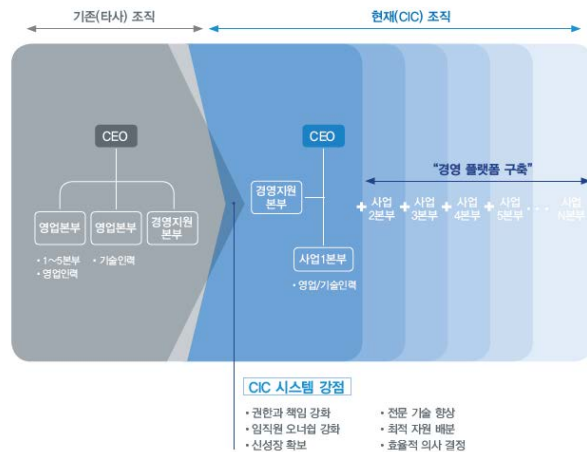 기존(타사) 조직
현재(CIC) 조직
CEO
영업본부
영업본부
경영지원
본부
• 1~5본부
• 영업인력
• 기술인력
CEO
경영지원
본부
사업1본부
• 영업/기술인력
"경영 플랫폼 구축"
+ 사업
2본부
+ 사업
3본부
+ 사업
4본부
+ 사업
5본부
· · ·
사업
N본부
CIC 시스템 강점
• 권한과 책임 강화
• 임직원 오너쉽 강화
• 신성장 확보
• 전문 기술 향상
• 최적 자원 배분
• 효율적 의사 결정